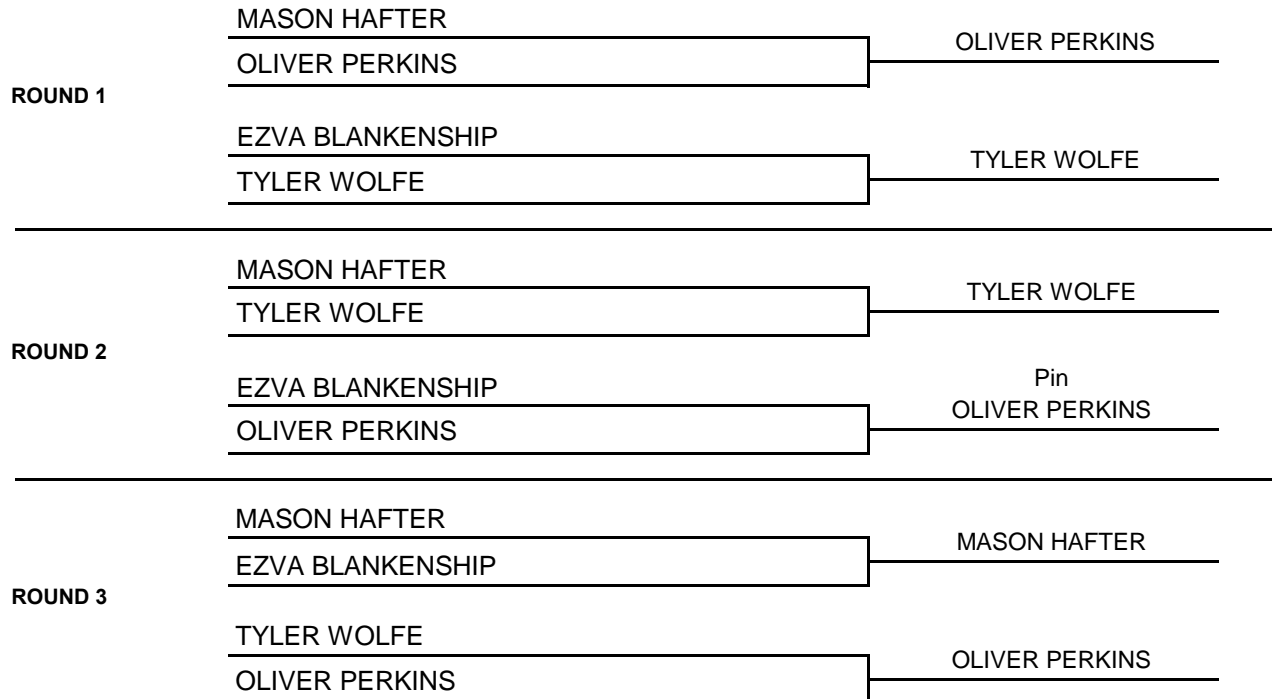 MASON HAFTER
OLIVER PERKINS
OLIVER PERKINS
ROUND 1
EZVA BLANKENSHIP
TYLER WOLFE
TYLER WOLFE
MASON HAFTER
TYLER WOLFE
TYLER WOLFE
ROUND 2
EZVA BLANKENSHIP
Pin
OLIVER PERKINS
OLIVER PERKINS
MASON HAFTER
MASON HAFTER
EZVA BLANKENSHIP
ROUND 3
TYLER WOLFE
OLIVER PERKINS
OLIVER PERKINS